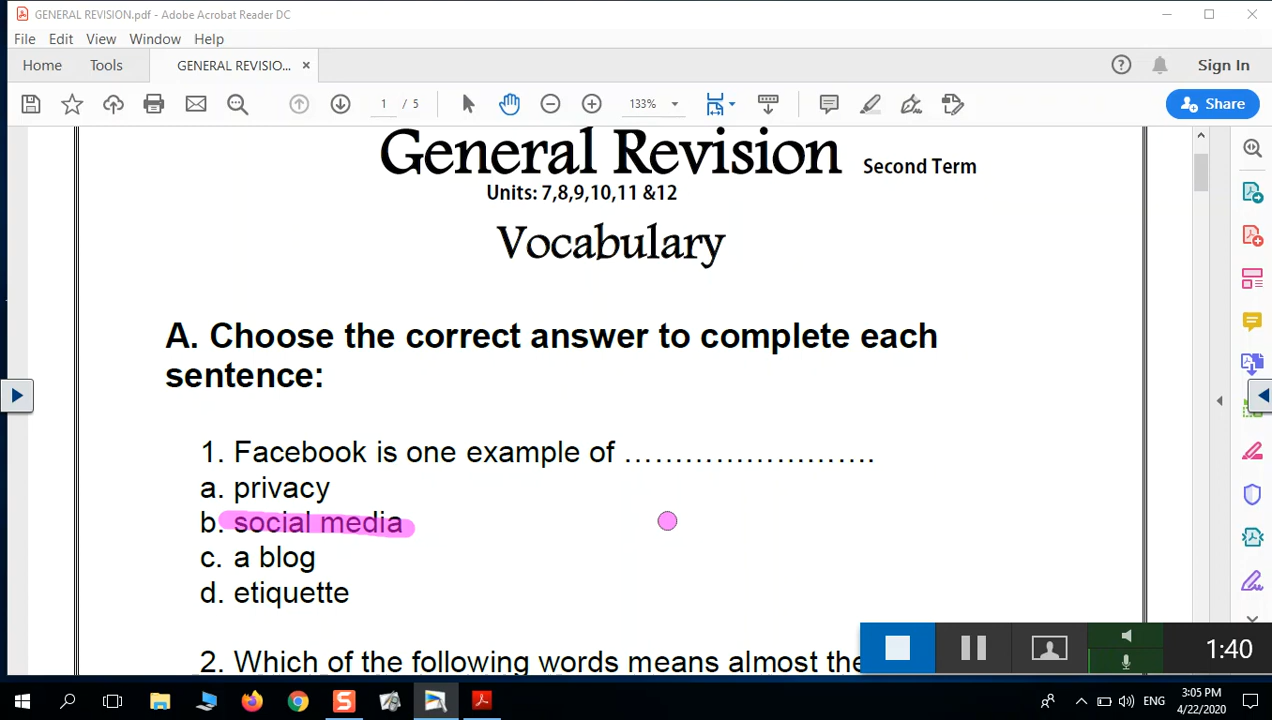 GENERAL REVISION.pdf - Adobe Acrobat Reader DC
File Edit View Window Help
Home Tools GENERAL REVISIO... × Sign In
1 / 5 133% Share
General Revision Second Term
Units: 7,8,9,10,11 &12
Vocabulary
A. Choose the correct answer to complete each
sentence:
1. Facebook is one example of …………………….
a. privacy
b. social media
c. a blog
d. etiquette
2. Which of the following words means almost the
1:40
ENG 3:05 PM
4/22/2020